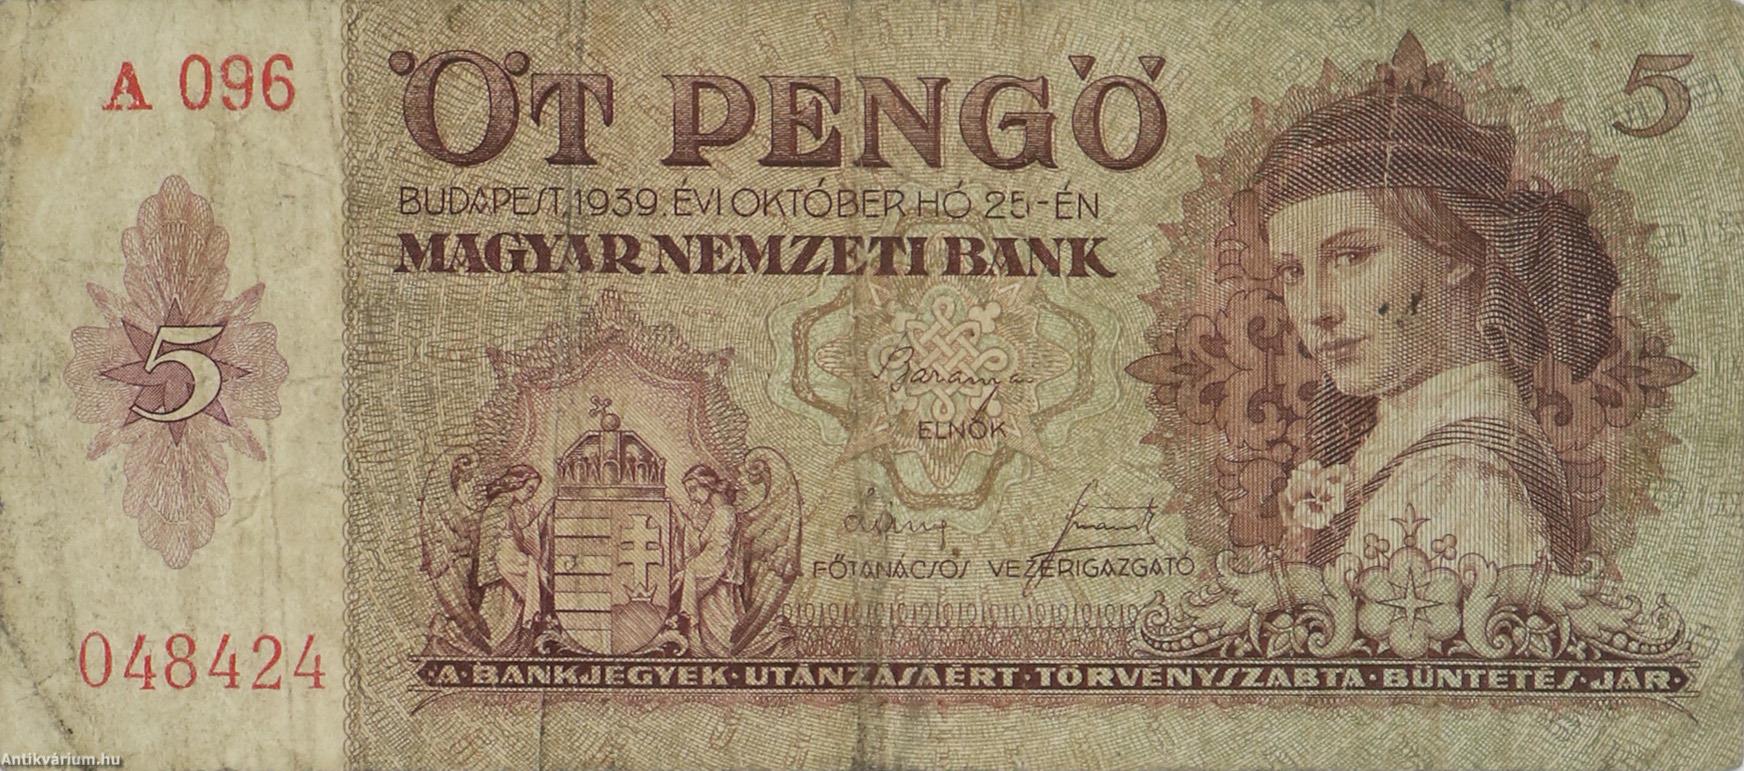 A 096
ÖT PENGŐ
5
BUDAPEST, 1939. ÉVI OKTÓBER HÓ 25-ÉN
MAGYAR NEMZETI BANK
5
ELNÖK
FŐTANÁCSOS VEZÉRIGAZGATÓ
048424
·A·BANKJEGYEK·UTÁNZÁSAÉRT·TÖRVÉNYSZABTA·BÜNTETÉS·JÁR·
Antikvárium.hu